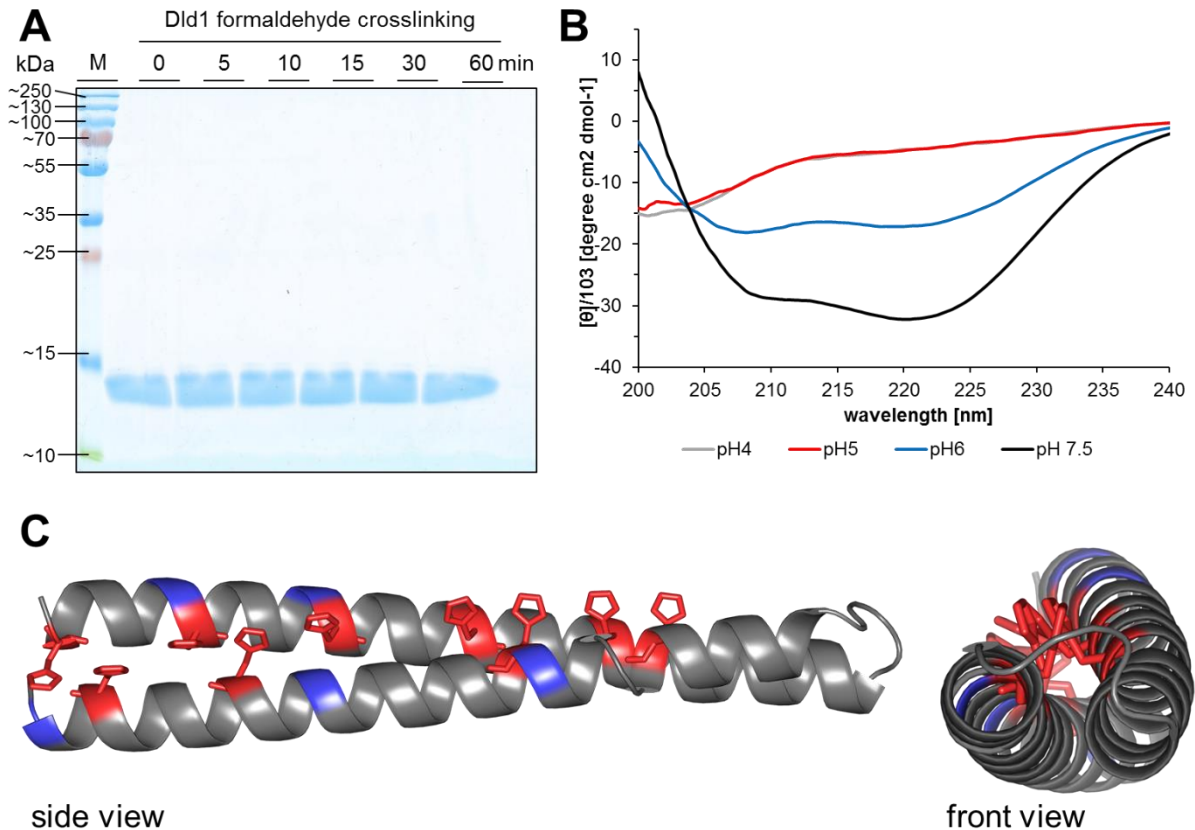 A
Dld1 formaldehyde crosslinking
kDa M 0 5 10 15 30 60 min
~250
~130
~100
~70
~55
~35
~25
~15
~10
B
[θ]/103 [degree cm2 dmol-1]
10
0
-10
-20
-30
-40
200 205 210 215 220 225 230 235 240
wavelength [nm]
pH4 pH5 pH6 pH 7.5
C
side view
front view